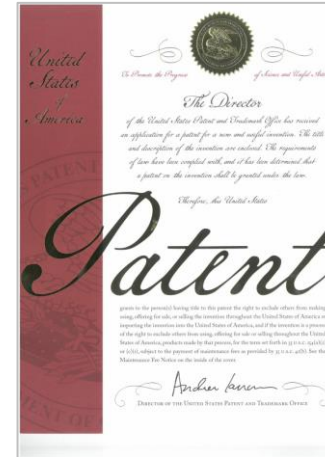 United
States
of
America
To Promote the Progress
of Science and Useful Arts
The Director
of the United States Patent and Trademark Office has received
an application for a patent for a new and useful invention. The title
and description of the invention are enclosed. The requirements
of law have been complied with, and it has been determined that
a patent on the invention shall be granted under the law.
Therefore, this United States
Patent
grants to the person(s) having title to this patent the right to exclude others from making,
using, offering for sale, or selling the invention throughout the United States of America or
importing the invention into the United States of America, and if the invention is a process,
of the right to exclude others from using, offering for sale or selling throughout the United
States of America, products made by that process, for the term set forth in 35 U.S.C. 154(a)(2)
or (c)(1), subject to the payment of maintenance fees as provided by 35 U.S.C. 41(b). See the
Maintenance Fee Notice on the inside of the cover.
DIRECTOR OF THE UNITED STATES PATENT AND TRADEMARK OFFICE